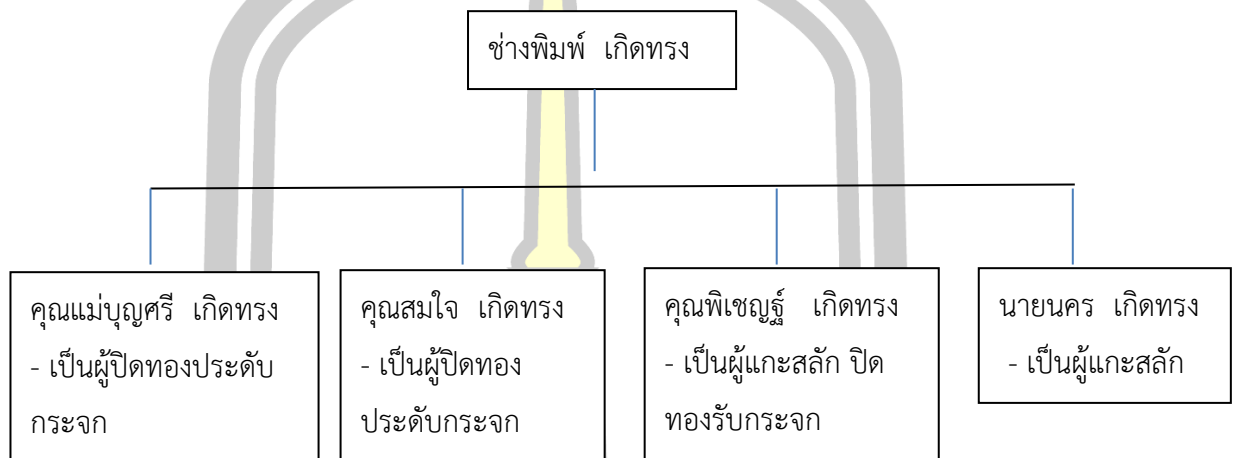 ช่างพิมพ์ เกิดทรง
คุณแม่บุญศรี เกิดทรง
- เป็นผู้ปิดทองประดับ
กระจก
คุณสมใจ เกิดทรง
- เป็นผู้ปิดทอง
ประดับกระจก
คุณพิเชญฐ์ เกิดทรง
- เป็นผู้แกะสลัก ปิด
ทองรับกระจก
นายนคร เกิดทรง
- เป็นผู้แกะสลัก